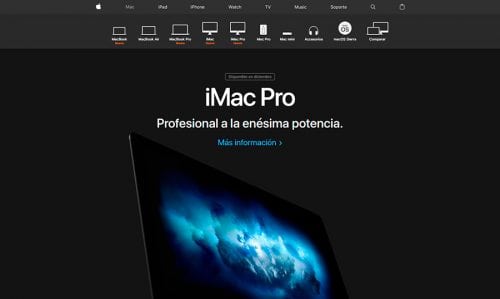 Mac iPad iPhone Watch TV Music Soporte
MacBook MacBook Air MacBook Pro iMac iMac Pro Mac Pro Mac mini Accesorios macOS Sierra Comparar
Nuevo Nuevo Nuevo Nuevo
OS
Disponible en diciembre
iMac Pro
Profesional a la enésima potencia.
Más información >